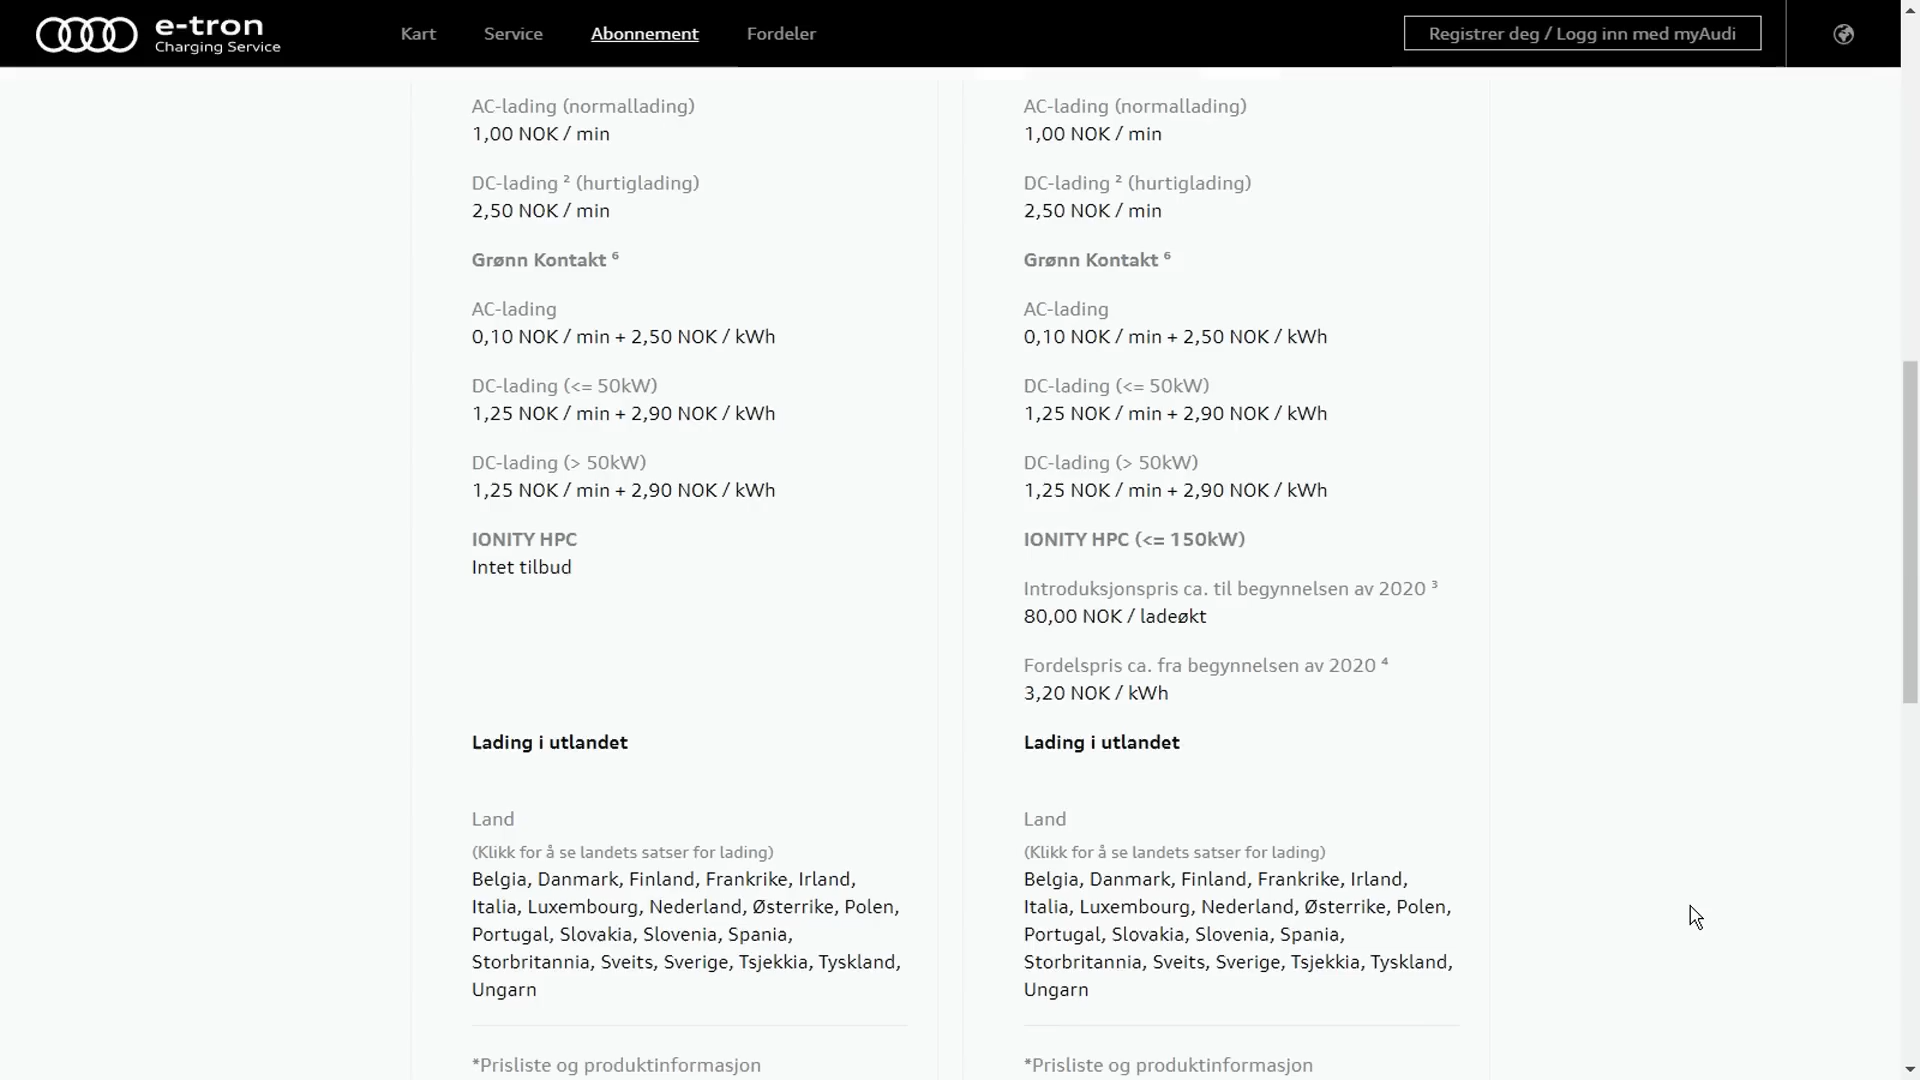 e-tron
Charging Service
Kart
Service
Abonnement
Fordeler
Registrer deg / Logg inn med myAudi
AC-lading (normallading)
1,00 NOK / min
DC-lading ² (hurtiglading)
2,50 NOK / min
Grønn Kontakt ⁶
AC-lading
0,10 NOK / min + 2,50 NOK / kWh
DC-lading (<= 50kW)
1,25 NOK / min + 2,90 NOK / kWh
DC-lading (> 50kW)
1,25 NOK / min + 2,90 NOK / kWh
IONITY HPC
Intet tilbud
Lading i utlandet
Land
(Klikk for å se landets satser for lading)
Belgia, Danmark, Finland, Frankrike, Irland,
Italia, Luxembourg, Nederland, Østerrike, Polen,
Portugal, Slovakia, Slovenia, Spania,
Storbritannia, Sveits, Sverige, Tsjekkia, Tyskland,
Ungarn
*Prisliste og produktinformasjon
AC-lading (normallading)
1,00 NOK / min
DC-lading ² (hurtiglading)
2,50 NOK / min
Grønn Kontakt ⁶
AC-lading
0,10 NOK / min + 2,50 NOK / kWh
DC-lading (<= 50kW)
1,25 NOK / min + 2,90 NOK / kWh
DC-lading (> 50kW)
1,25 NOK / min + 2,90 NOK / kWh
IONITY HPC (<= 150kW)
Introduksjonspris ca. til begynnelsen av 2020 ³
80,00 NOK / ladeøkt
Fordelspris ca. fra begynnelsen av 2020 ⁴
3,20 NOK / kWh
Lading i utlandet
Land
(Klikk for å se landets satser for lading)
Belgia, Danmark, Finland, Frankrike, Irland,
Italia, Luxembourg, Nederland, Østerrike, Polen,
Portugal, Slovakia, Slovenia, Spania,
Storbritannia, Sveits, Sverige, Tsjekkia, Tyskland,
Ungarn
*Prisliste og produktinformasjon